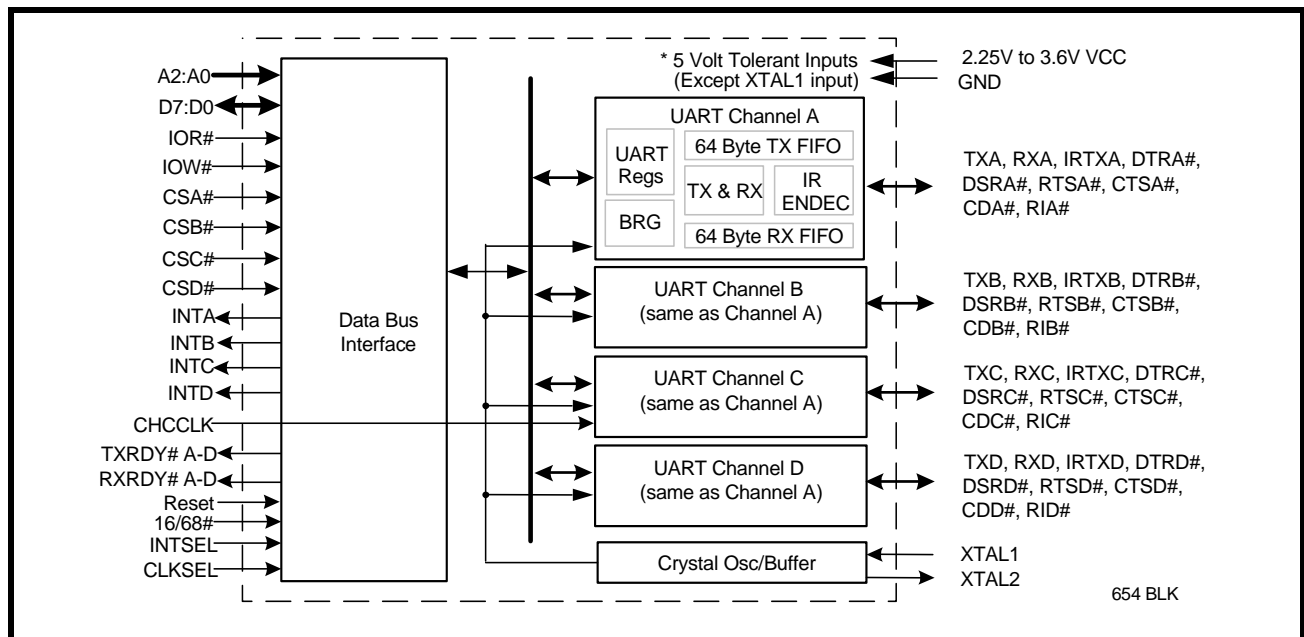 A2:A0
D7:D0
IOR#
IOW#
CSA#
CSB#
CSC#
CSD#
INTA
INTB
INTC
INTD
CHCCLK
TXRDY# A-D
RXRDY# A-D
Reset
16/68#
INTSEL
CLKSEL
Data Bus
Interface
* 5 Volt Tolerant Inputs
(Except XTAL1 input)
2.25V to 3.6V VCC
GND
UART Channel A
UART
Regs
BRG
64 Byte TX FIFO
TX & RX
IR
ENDEC
64 Byte RX FIFO
TXA, RXA, IRTXA, DTRA#,
DSRA#, RTSA#, CTSA#,
CDA#, RIA#
UART Channel B
(same as Channel A)
TXB, RXB, IRTXB, DTRB#,
DSRB#, RTSB#, CTSB#,
CDB#, RIB#
UART Channel C
(same as Channel A)
TXC, RXC, IRTXC, DTRC#,
DSRC#, RTSC#, CTSC#,
CDC#, RIC#
UART Channel D
(same as Channel A)
TXD, RXD, IRTXD, DTRD#,
DSRD#, RTSD#, CTSD#,
CDD#, RID#
Crystal Osc/Buffer
XTAL1
XTAL2
654 BLK